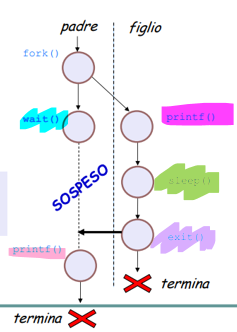 padre figlio
fork()
wait() printf()
SOSPESO
sleep()
exit()
printf()
termina
termina